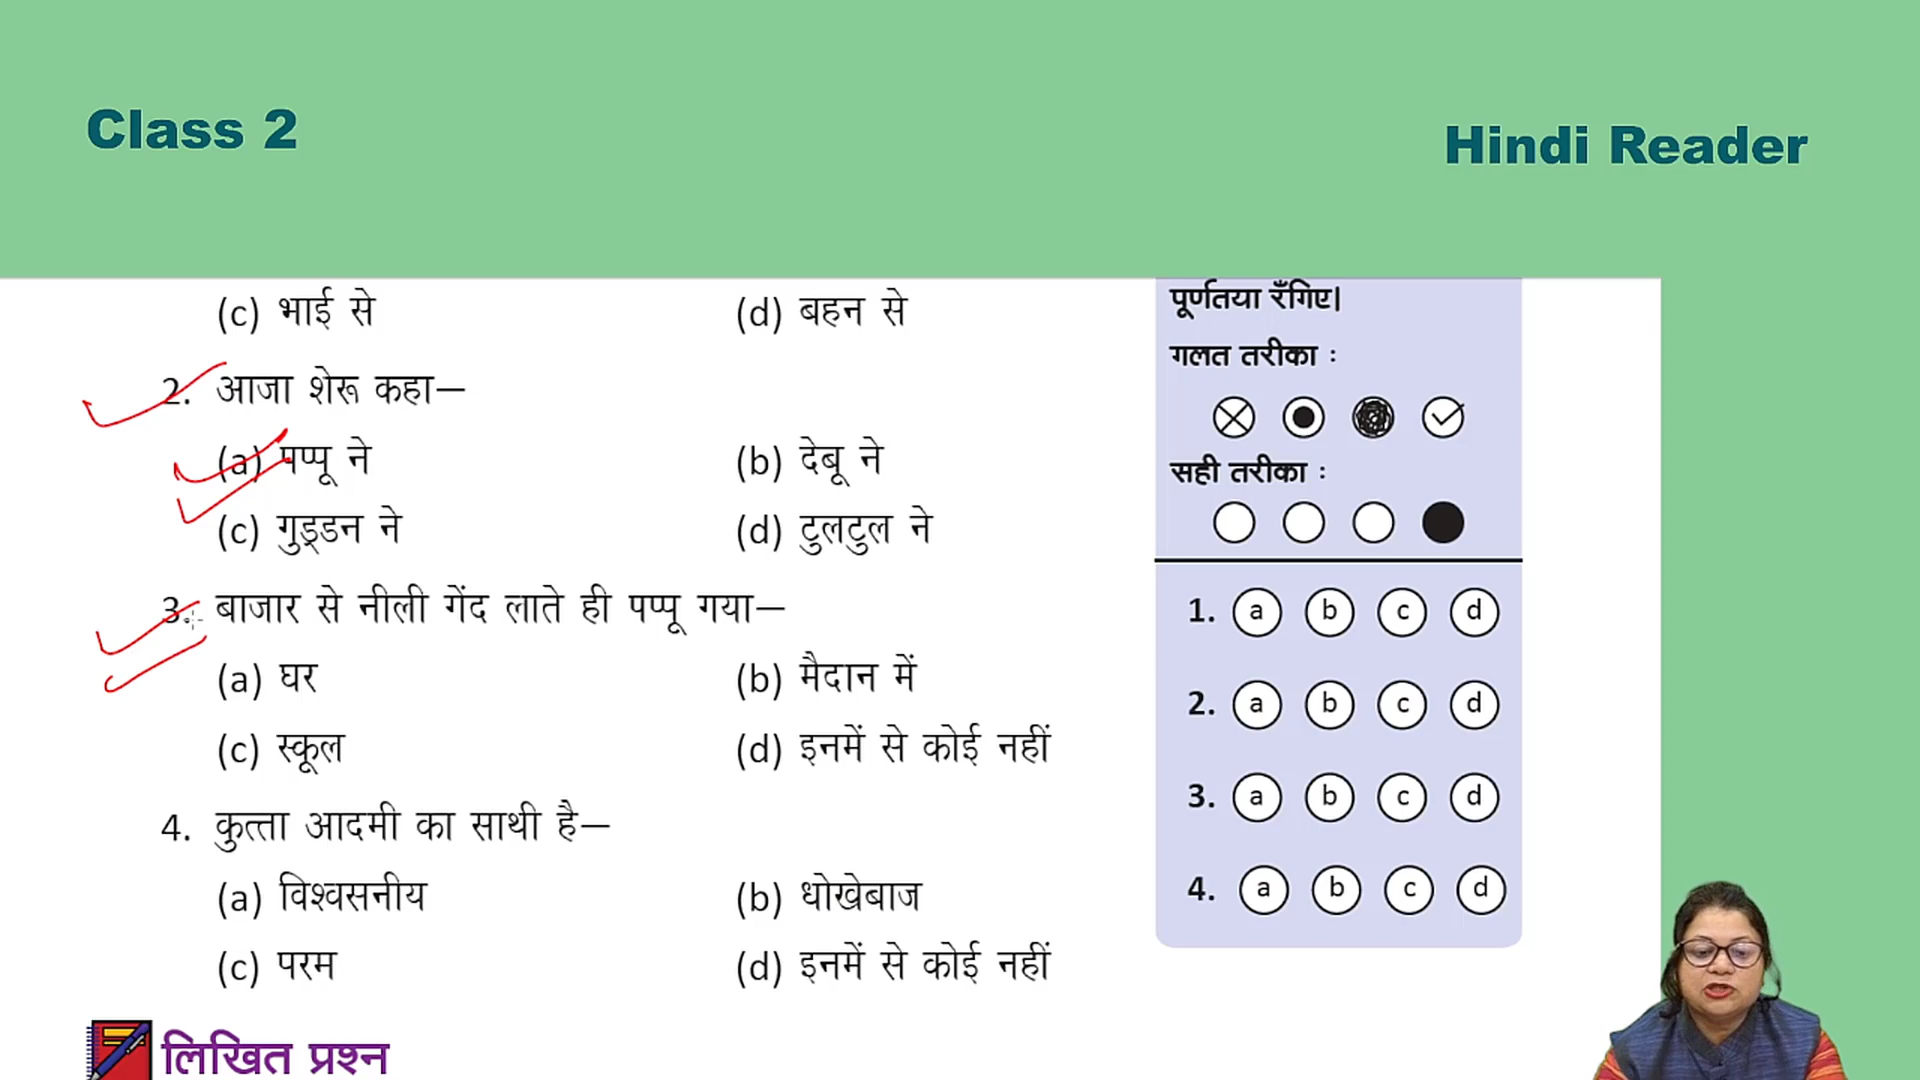 Class 2
Hindi Reader
(c) भाई से (d) बहन से
2. आजा शेरू कहा—
(a) पप्पू ने (b) देबू ने
(c) गुड्डन ने (d) टुलटुल ने
3. बाजार से नीली गेंद लाते ही पप्पू गया—
(a) घर (b) मैदान में
(c) स्कूल (d) इनमें से कोई नहीं
4. कुत्ता आदमी का साथी है—
(a) विश्वसनीय (b) धोखेबाज
(c) परम (d) इनमें से कोई नहीं
लिखित प्रश्न
पूर्णतया रँगिए।
गलत तरीका :
सही तरीका :
1. a b c d
2. a b c d
3. a b c d
4. a b c d